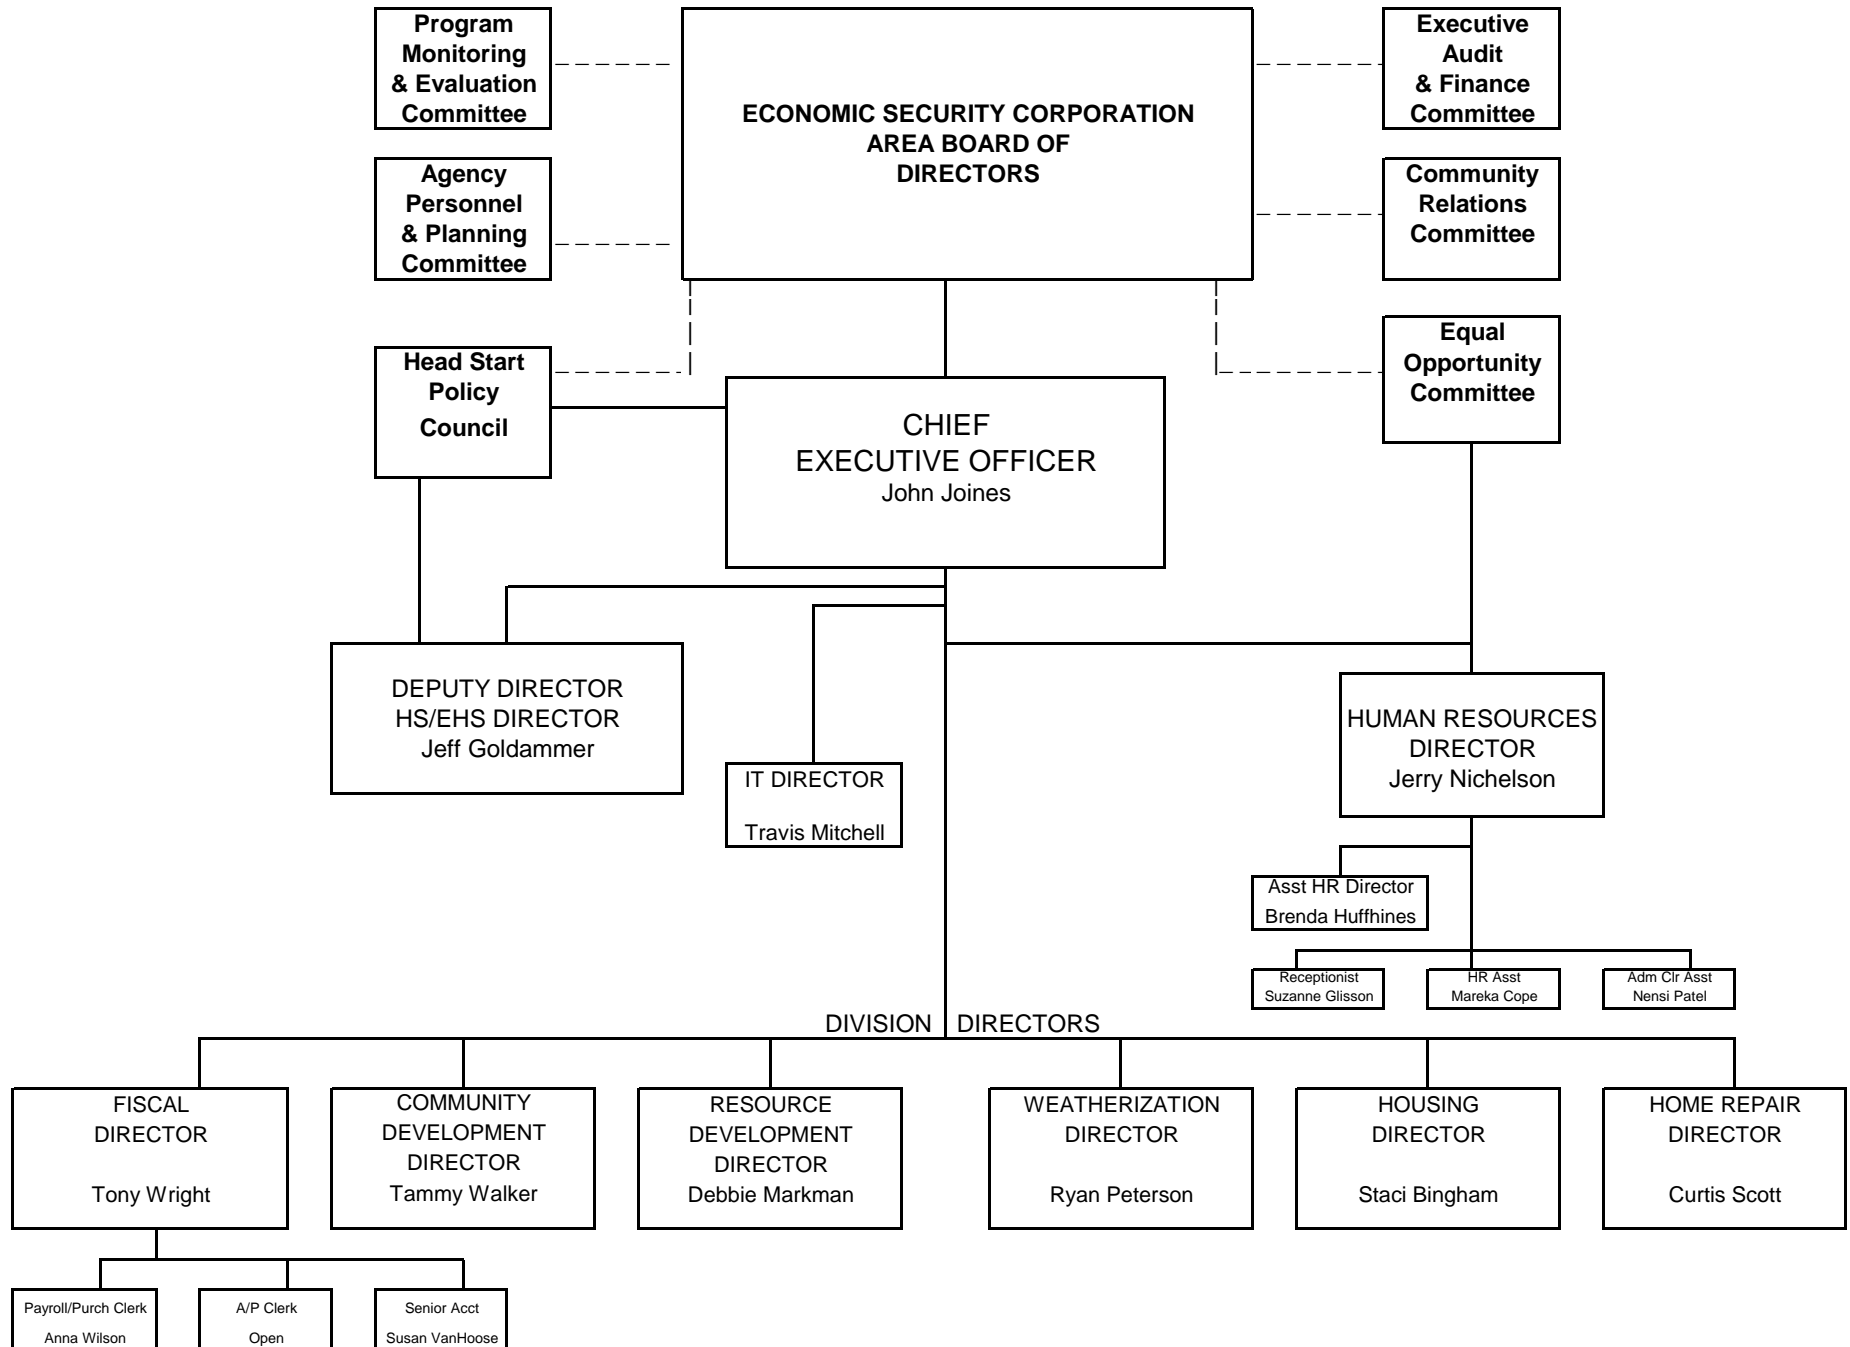 Program
Monitoring
& Evaluation
Committee
ECONOMIC SECURITY CORPORATION
AREA BOARD OF
DIRECTORS
Executive
Audit
& Finance
Committee
Agency
Personnel
& Planning
Committee
Community
Relations
Committee
Head Start
Policy
Council
CHIEF
EXECUTIVE OFFICER
John Joines
Equal
Opportunity
Committee
DEPUTY DIRECTOR
HS/EHS DIRECTOR
Jeff Goldammer
IT DIRECTOR
Travis Mitchell
HUMAN RESOURCES
DIRECTOR
Jerry Nichelson
Asst HR Director
Brenda Huffhines
Receptionist
Suzanne Glisson
HR Asst
Mareka Cope
Adm Clr Asst
Nensi Patel
DIVISION DIRECTORS
FISCAL
DIRECTOR
Tony Wright
COMMUNITY
DEVELOPMENT
DIRECTOR
Tammy Walker
RESOURCE
DEVELOPMENT
DIRECTOR
Debbie Markman
WEATHERIZATION
DIRECTOR
Ryan Peterson
HOUSING
DIRECTOR
Staci Bingham
HOME REPAIR
DIRECTOR
Curtis Scott
Payroll/Purch Clerk
Anna Wilson
A/P Clerk
Open
Senior Acct
Susan VanHoose